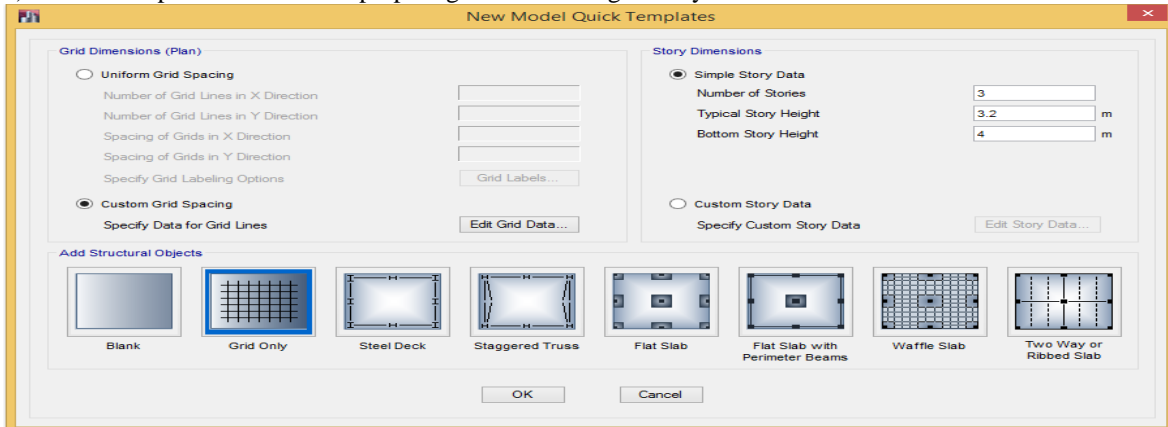 New Model Quick Templates
Grid Dimensions (Plan)
Uniform Grid Spacing
Number of Grid Lines in X Direction
Number of Grid Lines in Y Direction
Spacing of Grids in X Direction
Spacing of Grids in Y Direction
Specify Grid Labeling Options
Grid Labels...
Custom Grid Spacing
Specify Data for Grid Lines
Edit Grid Data...
Story Dimensions
Simple Story Data
Number of Stories 3
Typical Story Height 3.2 m
Bottom Story Height 4 m
Custom Story Data
Specify Custom Story Data
Edit Story Data...
Add Structural Objects
Blank
Grid Only
Steel Deck
Staggered Truss
Flat Slab
Flat Slab with
Perimeter Beams
Waffle Slab
Two Way or
Ribbed Slab
OK
Cancel